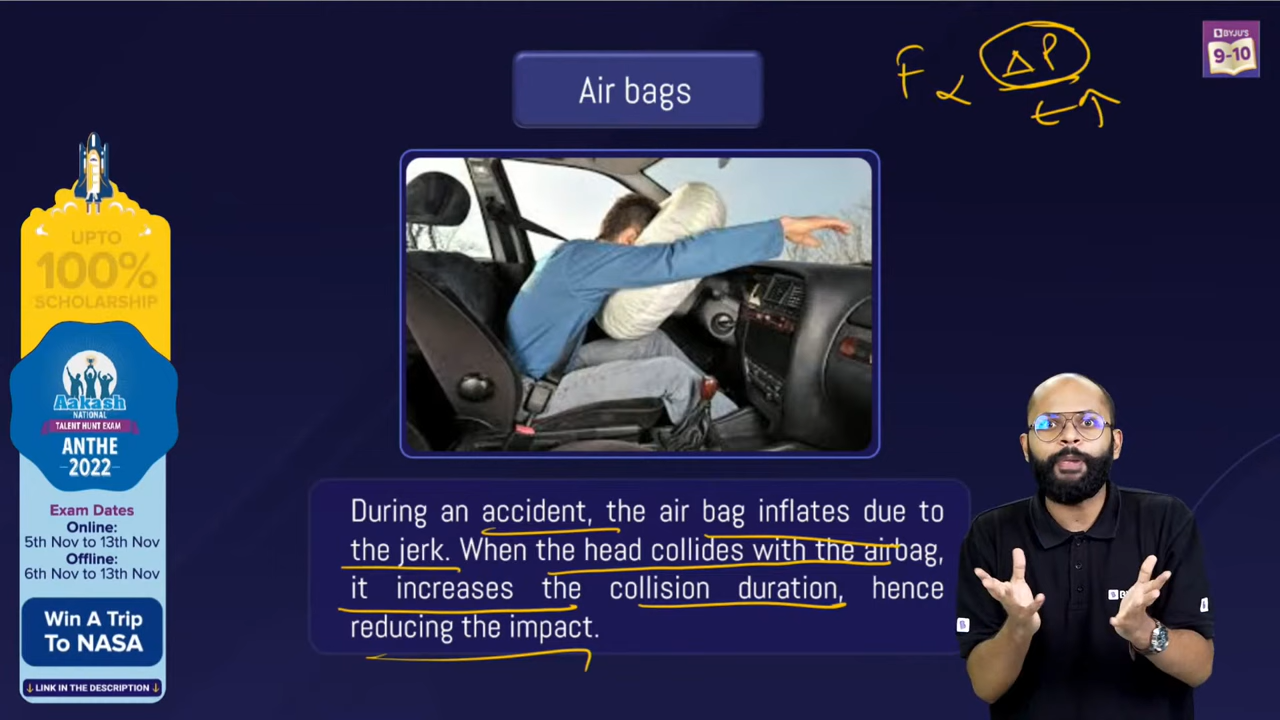 Air bags
F α ΔP
t ↑
BYJU'S
9-10
UPTO
100%
SCHOLARSHIP
Aakash
NATIONAL
TALENT HUNT EXAM
ANTHE
2022
Exam Dates
Online:
5th Nov to 13th Nov
Offline:
6th Nov to 13th Nov
Win A Trip
To NASA
↓ LINK IN THE DESCRIPTION ↓
During an accident, the air bag inflates due to
the jerk. When the head collides with the airbag,
it increases the collision duration, hence
reducing the impact.